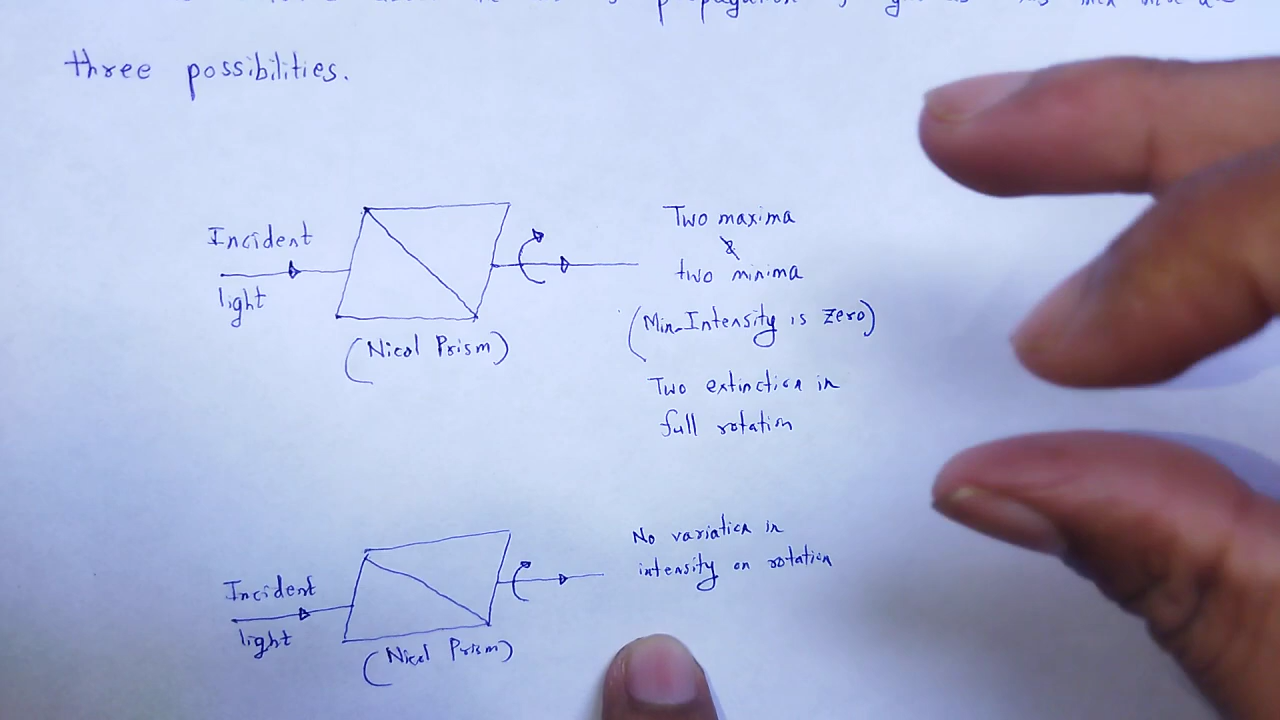 propagation
three possibilities.
Incident
light
(Nicol Prism)
Two maxima
&
two minima
(Min. Intensity is zero)
Two extinction in
full rotation
Incident
light
(Nicol Prism)
No variation in
intensity on rotation